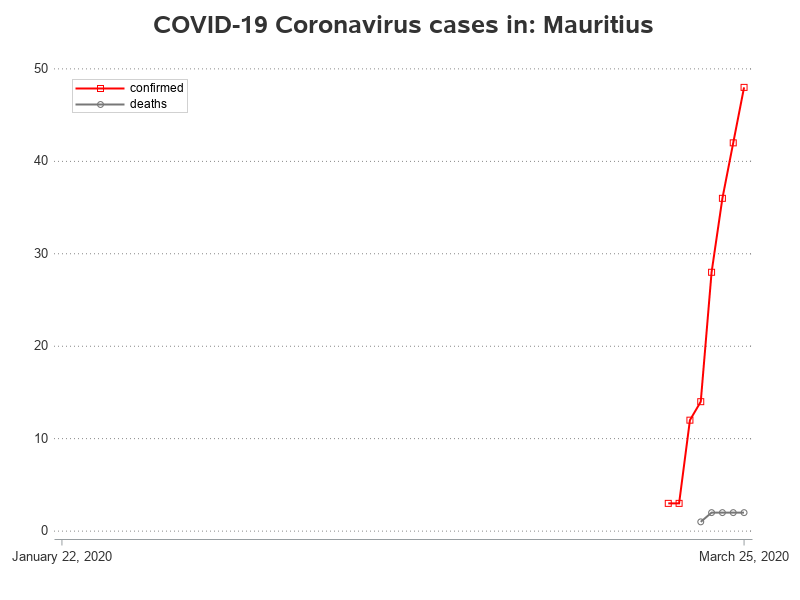 COVID-19 Coronavirus cases in: Mauritius
50
confirmed
deaths
40
30
20
10
0
January 22, 2020
March 25, 2020